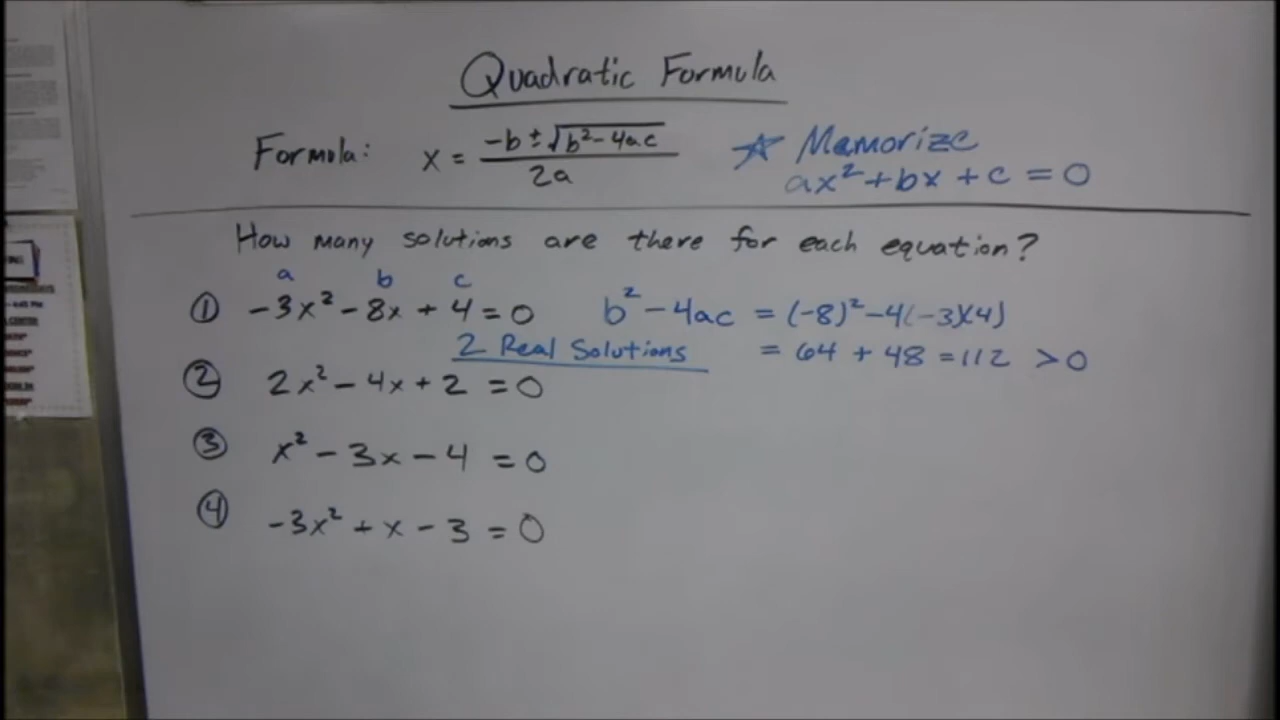 Quadratic Formula
Formula: x = (-b ± √(b² - 4ac)) / 2a ☆ Memorize
ax² + bx + c = 0
How many solutions are there for each equation?
a b c
① -3x² - 8x + 4 = 0 b² - 4ac = (-8)² - 4(-3)(4)
2 Real Solutions = 64 + 48 = 112 > 0
② 2x² - 4x + 2 = 0
③ x² - 3x - 4 = 0
④ -3x² + x - 3 = 0